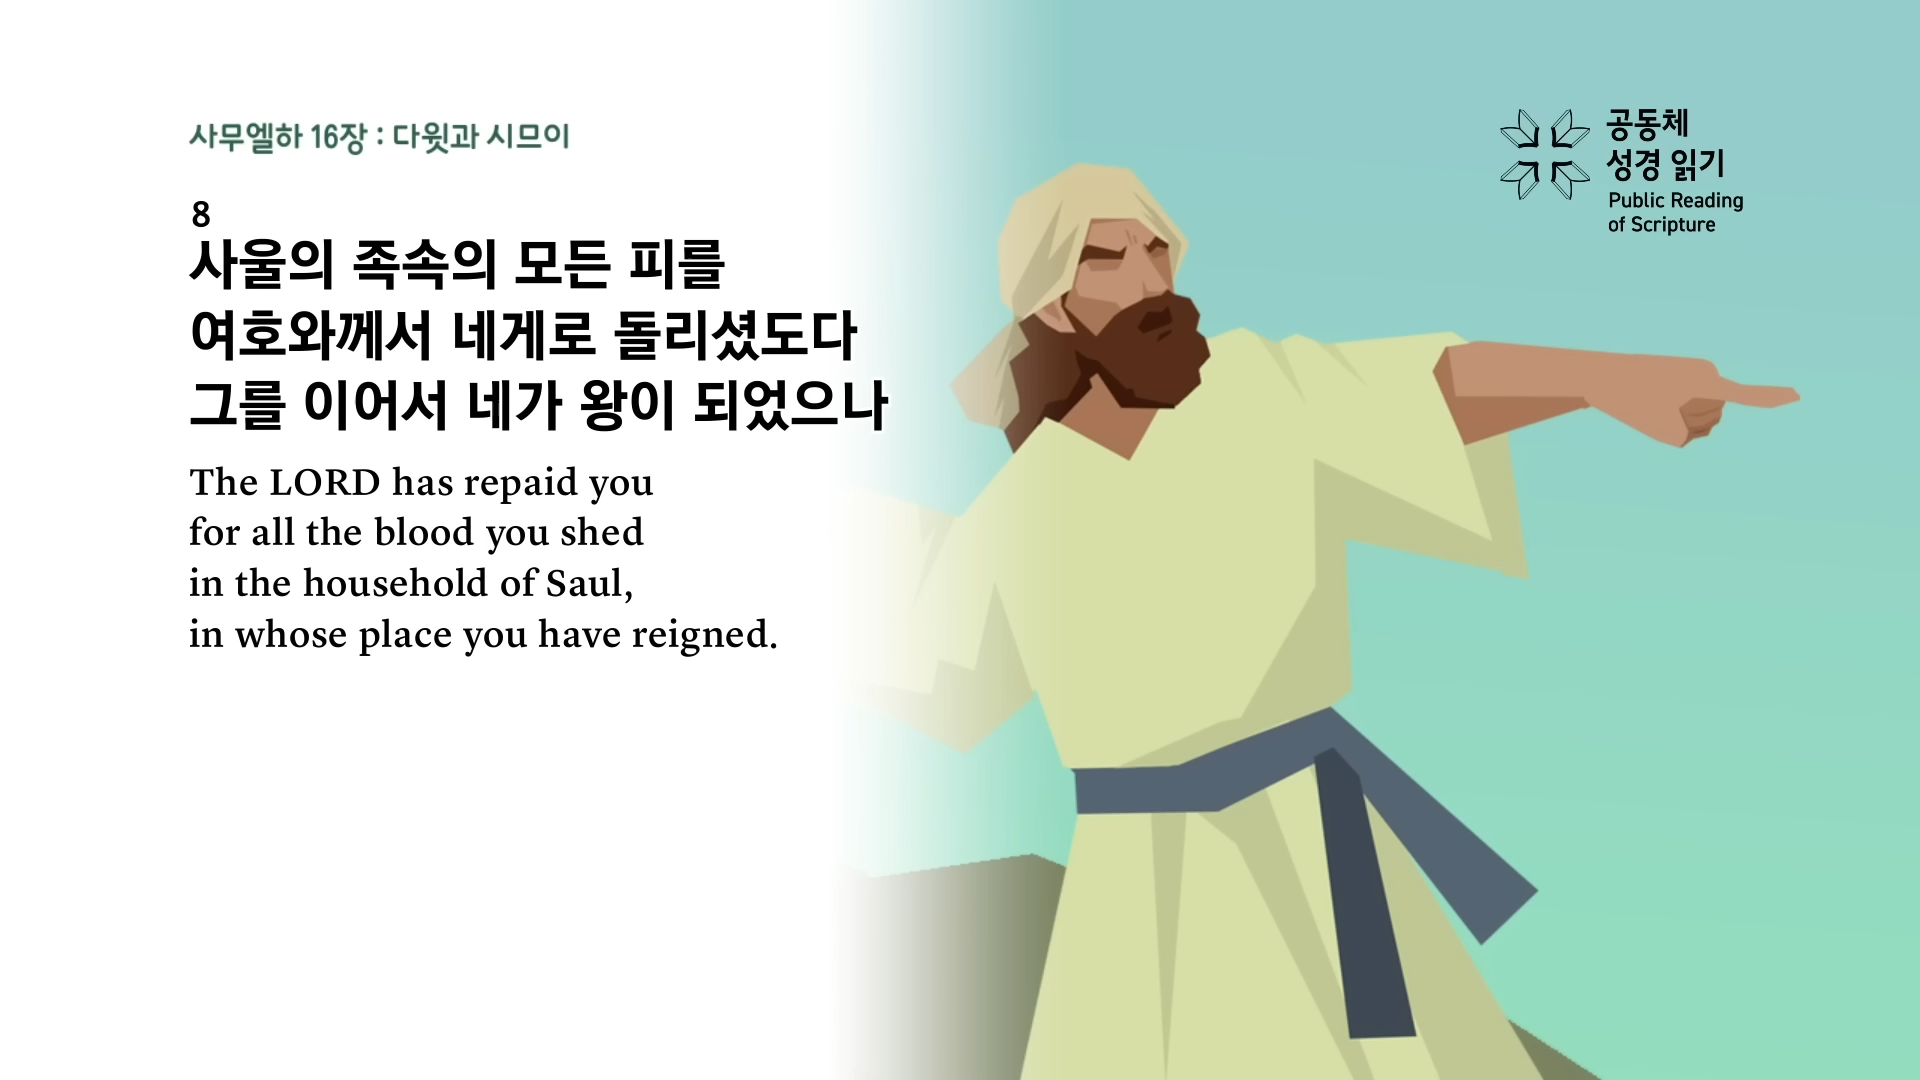 사무엘하 16장 : 다윗과 시므이
8
사울의 족속의 모든 피를
여호와께서 네게로 돌리셨도다
그를 이어서 네가 왕이 되었으나
The LORD has repaid you
for all the blood you shed
in the household of Saul,
in whose place you have reigned.
공동체
성경 읽기
Public Reading
of Scripture